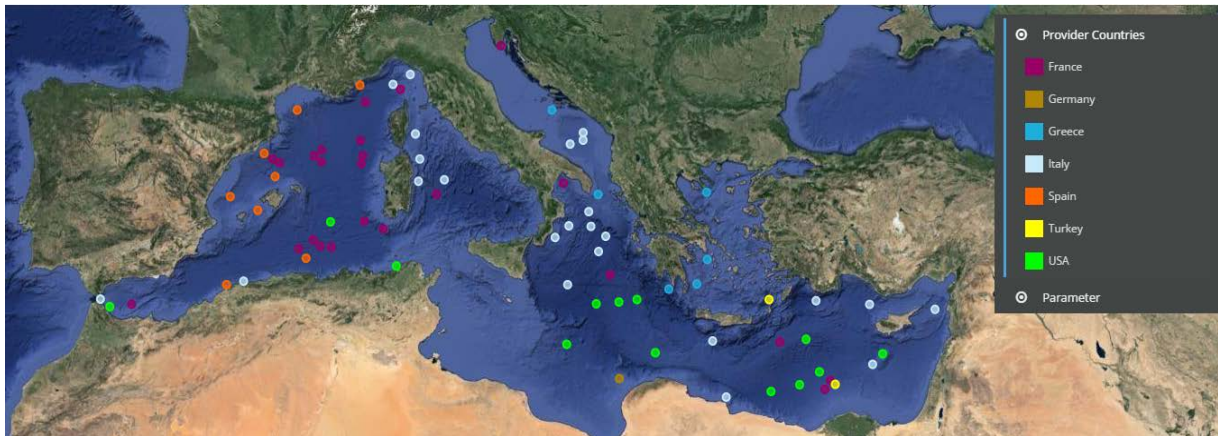 Provider Countries
France
Germany
Greece
Italy
Spain
Turkey
USA
Parameter